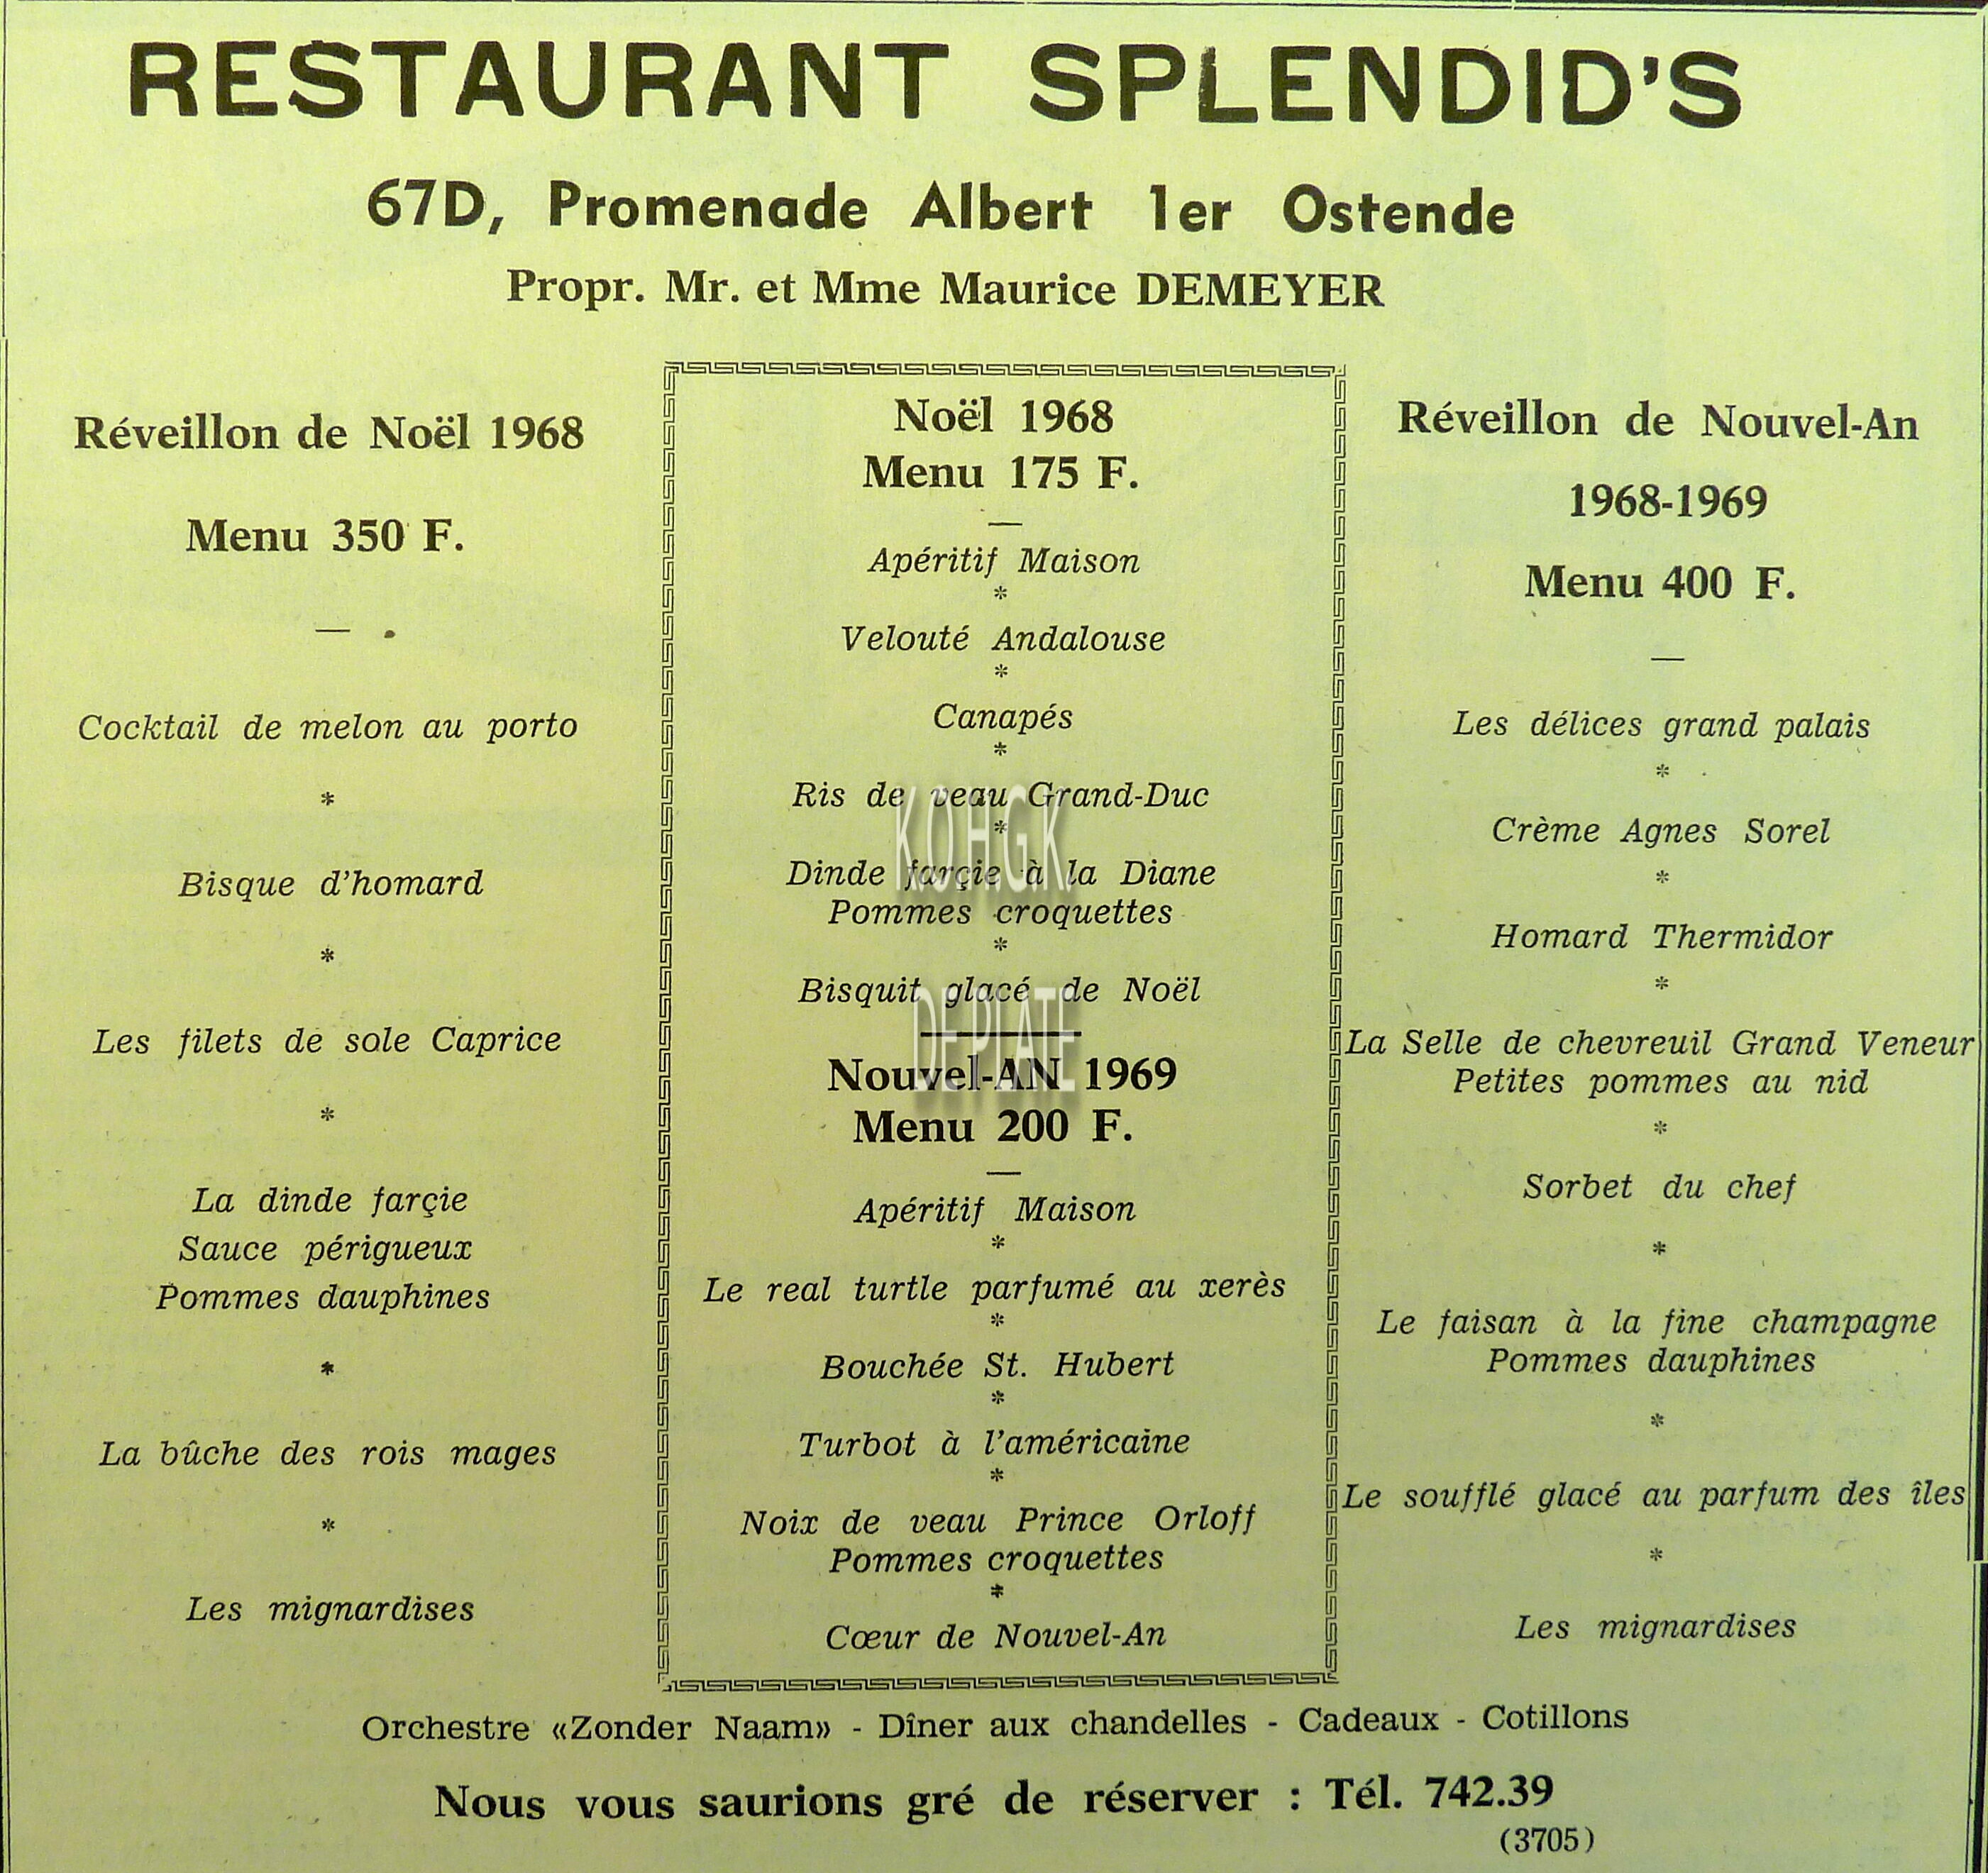 RESTAURANT SPLENDID'S
67D, Promenade Albert 1er Ostende
Propr. Mr. et Mme Maurice DEMEYER
Réveillon de Noël 1968
Menu 350 F.
—
Cocktail de melon au porto
*
Bisque d'homard
*
Les filets de sole Caprice
*
La dinde farçie
Sauce périgueux
Pommes dauphines
*
La bûche des rois mages
*
Les mignardises
Noël 1968
Menu 175 F.
—
Apéritif Maison
*
Velouté Andalouse
*
Canapés
*
Ris de veau Grand-Duc
*
Dinde farçie à la Diane
Pommes croquettes
*
Bisquit glacé de Noël
Nouvel-AN 1969
Menu 200 F.
—
Apéritif Maison
*
Le real turtle parfumé au xerès
*
Bouchée St. Hubert
*
Turbot à l'américaine
*
Noix de veau Prince Orloff
Pommes croquettes
*
Cœur de Nouvel-An
Réveillon de Nouvel-An
1968-1969
Menu 400 F.
—
Les délices grand palais
*
Crème Agnes Sorel
*
Homard Thermidor
*
La Selle de chevreuil Grand Veneur
Petites pommes au nid
*
Sorbet du chef
*
Le faisan à la fine champagne
Pommes dauphines
*
Le soufflé glacé au parfum des îles
*
Les mignardises
Orchestre «Zonder Naam» - Dîner aux chandelles - Cadeaux - Cotillons
Nous vous saurions gré de réserver : Tél. 742.39
(3705)
KOHGK
DE PLATE